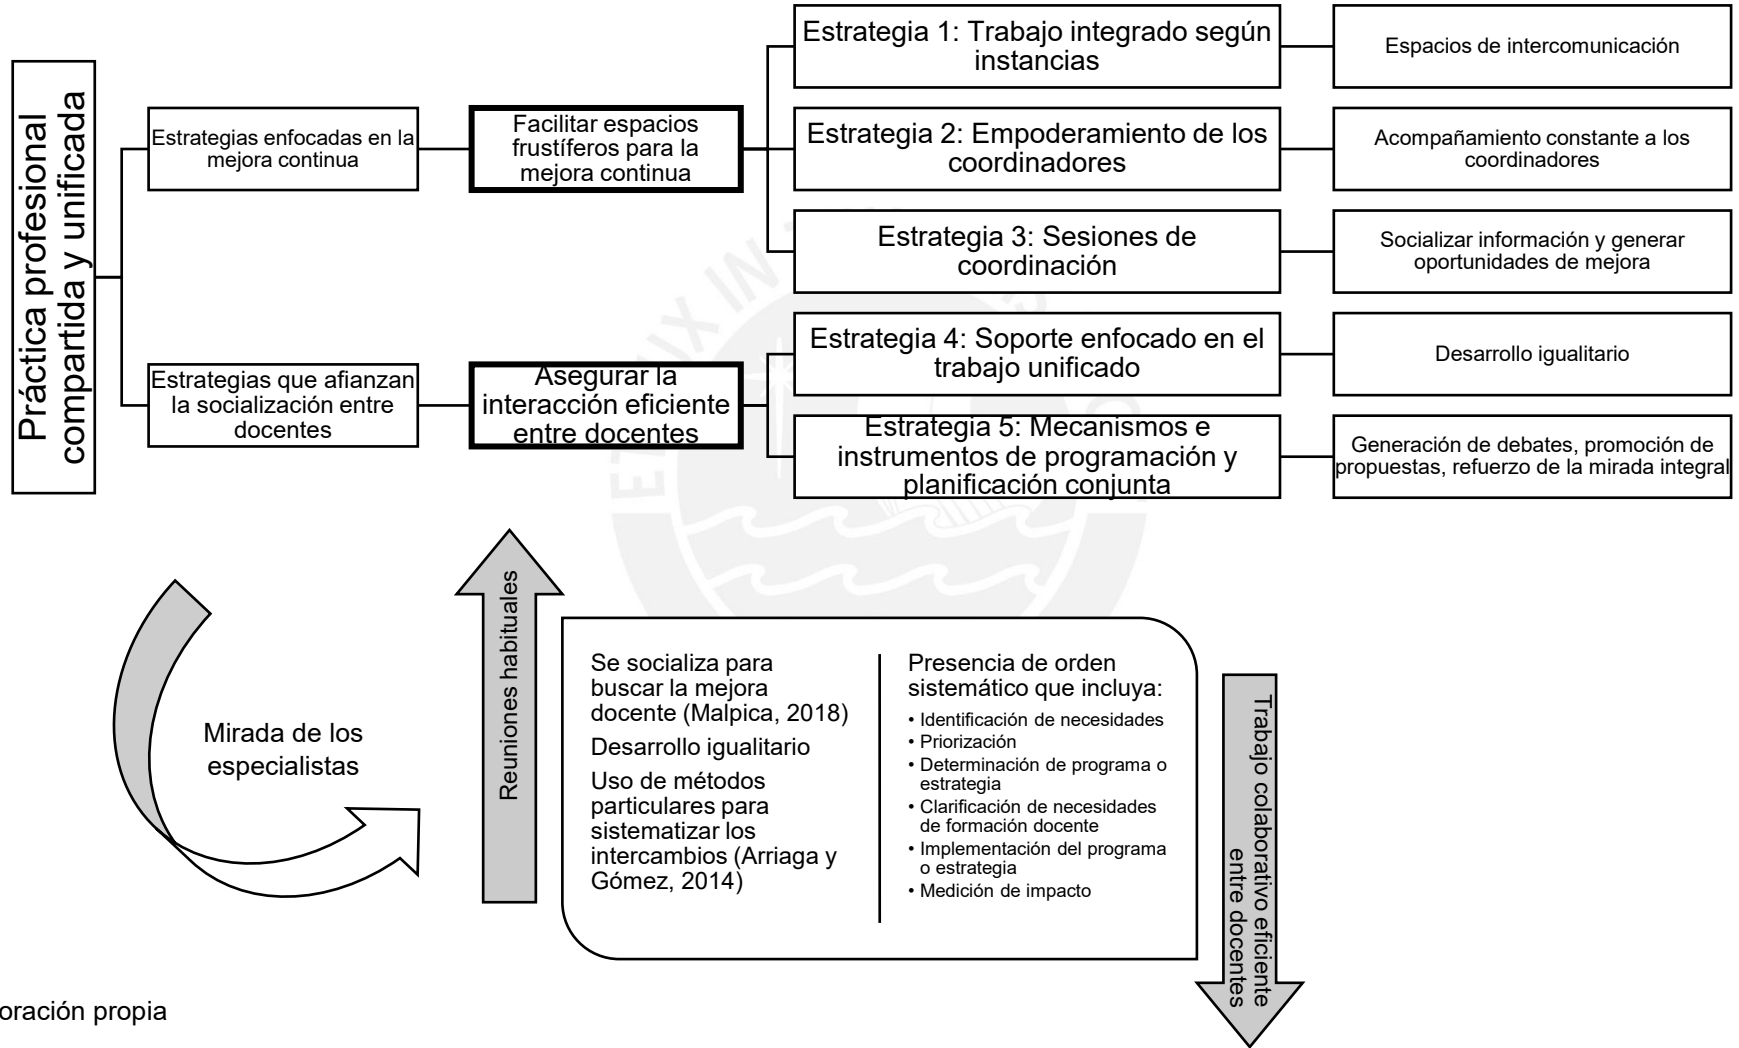 Práctica profesional
compartida y unificada
Estrategias enfocadas en la
mejora continua
Facilitar espacios
frustíferos para la
mejora continua
Estrategia 1: Trabajo integrado según
instancias
Espacios de intercomunicación
Estrategia 2: Empoderamiento de los
coordinadores
Acompañamiento constante a los
coordinadores
Estrategia 3: Sesiones de
coordinación
Socializar información y generar
oportunidades de mejora
Estrategias que afianzan
la socialización entre
docentes
Asegurar la
interacción eficiente
entre docentes
Estrategia 4: Soporte enfocado en el
trabajo unificado
Desarrollo igualitario
Estrategia 5: Mecanismos e
instrumentos de programación y
planificación conjunta
Generación de debates, promoción de
propuestas, refuerzo de la mirada integral
Mirada de los
especialistas
Reuniones habituales
Se socializa para
buscar la mejora
docente (Malpica, 2018)
Desarrollo igualitario
Uso de métodos
particulares para
sistematizar los
intercambios (Arriaga y
Gómez, 2014)
Presencia de orden
sistemático que incluya:
• Identificación de necesidades
• Priorización
• Determinación de programa o
estrategia
• Clarificación de necesidades
de formación docente
• Implementación del programa
o estrategia
• Medición de impacto
Trabajo colaborativo eficiente
entre docentes
oración propia